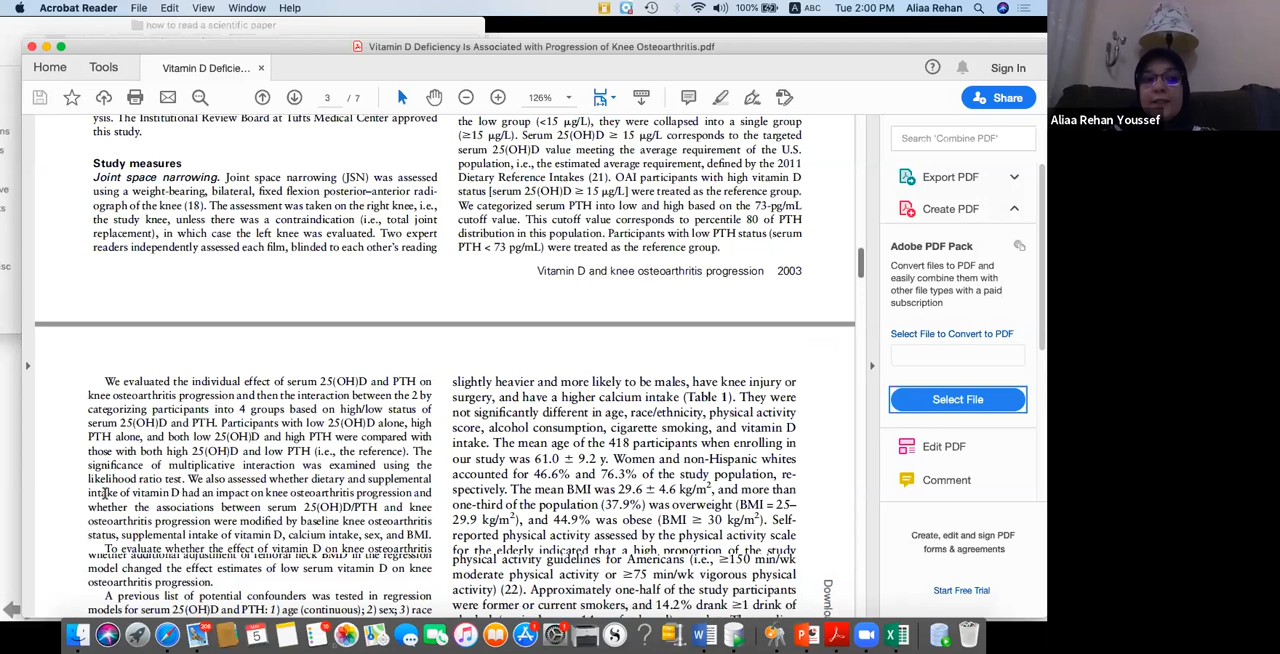 Acrobat Reader File Edit View Window Help
100% A ABC Tue 2:00 PM Aliaa Rehan
how to read a scientific paper
Vitamin D Deficiency Is Associated with Progression of Knee Osteoarthritis.pdf
Home Tools Vitamin D Deficie... × Sign In
3 / 7 126% Share
ysis. The Institutional Review Board at Tufts Medical Center approved
this study.
Study measures
Joint space narrowing. Joint space narrowing (JSN) was assessed
using a weight-bearing, bilateral, fixed flexion posterior–anterior radi-
ograph of the knee (18). The assessment was taken on the right knee, i.e.,
the study knee, unless there was a contraindication (i.e., total joint
replacement), in which case the left knee was evaluated. Two expert
readers independently assessed each film, blinded to each other's reading
the low group (<15 μg/L), they were collapsed into a single group
(≥15 μg/L). Serum 25(OH)D ≥ 15 μg/L corresponds to the targeted
serum 25(OH)D value meeting the average requirement of the U.S.
population, i.e., the estimated average requirement, defined by the 2011
Dietary Reference Intakes (21). OAI participants with high vitamin D
status [serum 25(OH)D ≥ 15 μg/L] were treated as the reference group.
We categorized serum PTH into low and high based on the 73-pg/mL
cutoff value. This cutoff value corresponds to percentile 80 of PTH
distribution in this population. Participants with low PTH status (serum
PTH < 73 pg/mL) were treated as the reference group.
Vitamin D and knee osteoarthritis progression 2003
We evaluated the individual effect of serum 25(OH)D and PTH on
knee osteoarthritis progression and then the interaction between the 2 by
categorizing participants into 4 groups based on high/low status of
serum 25(OH)D and PTH. Participants with low 25(OH)D alone, high
PTH alone, and both low 25(OH)D and high PTH were compared with
those with both high 25(OH)D and low PTH (i.e., the reference). The
significance of multiplicative interaction was examined using the
likelihood ratio test. We also assessed whether dietary and supplemental
intake of vitamin D had an impact on knee osteoarthritis progression and
whether the associations between serum 25(OH)D/PTH and knee
osteoarthritis progression were modified by baseline knee osteoarthritis
status, supplemental intake of vitamin D, calcium intake, sex, and BMI.
To evaluate whether the effect of vitamin D on knee osteoarthritis
whether additional adjustment of femoral neck BMD in the regression
model changed the effect estimates of low serum vitamin D on knee
osteoarthritis progression.
A previous list of potential confounders was tested in regression
models for serum 25(OH)D and PTH: 1) age (continuous); 2) sex; 3) race
slightly heavier and more likely to be males, have knee injury or
surgery, and have a higher calcium intake (Table 1). They were
not significantly different in age, race/ethnicity, physical activity
score, alcohol consumption, cigarette smoking, and vitamin D
intake. The mean age of the 418 participants when enrolling in
our study was 61.0 ± 9.2 y. Women and non-Hispanic whites
accounted for 46.6% and 76.3% of the study population, re-
spectively. The mean BMI was 29.6 ± 4.6 kg/m2, and more than
one-third of the population (37.9%) was overweight (BMI = 25–
29.9 kg/m2), and 44.9% was obese (BMI ≥ 30 kg/m2). Self-
reported physical activity assessed by the physical activity scale
for the elderly indicated that a high proportion of the study
physical activity guidelines for Americans (i.e., ≥150 min/wk
moderate physical activity or ≥75 min/wk vigorous physical
activity) (22). Approximately one-half of the study participants
were former or current smokers, and 14.2% drank ≥1 drink of
Search 'Combine PDF'
Export PDF
Create PDF
Adobe PDF Pack
Convert files to PDF and
easily combine them with
other file types with a paid
subscription
Select File to Convert to PDF
Select File
Edit PDF
Comment
Create, edit and sign PDF
forms & agreements
Start Free Trial
Aliaa Rehan Youssef